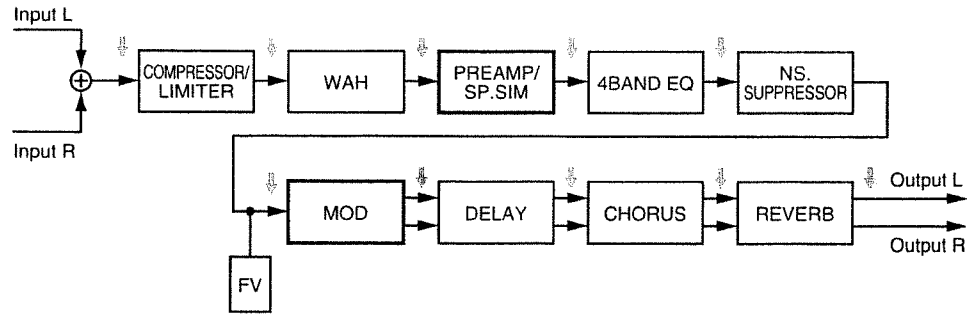 Input L
COMPRESSOR/
LIMITER
WAH
PREAMP/
SP.SIM
4BAND EQ
NS.
SUPPRESSOR
Input R
MOD
DELAY
CHORUS
REVERB
Output L
Output R
FV